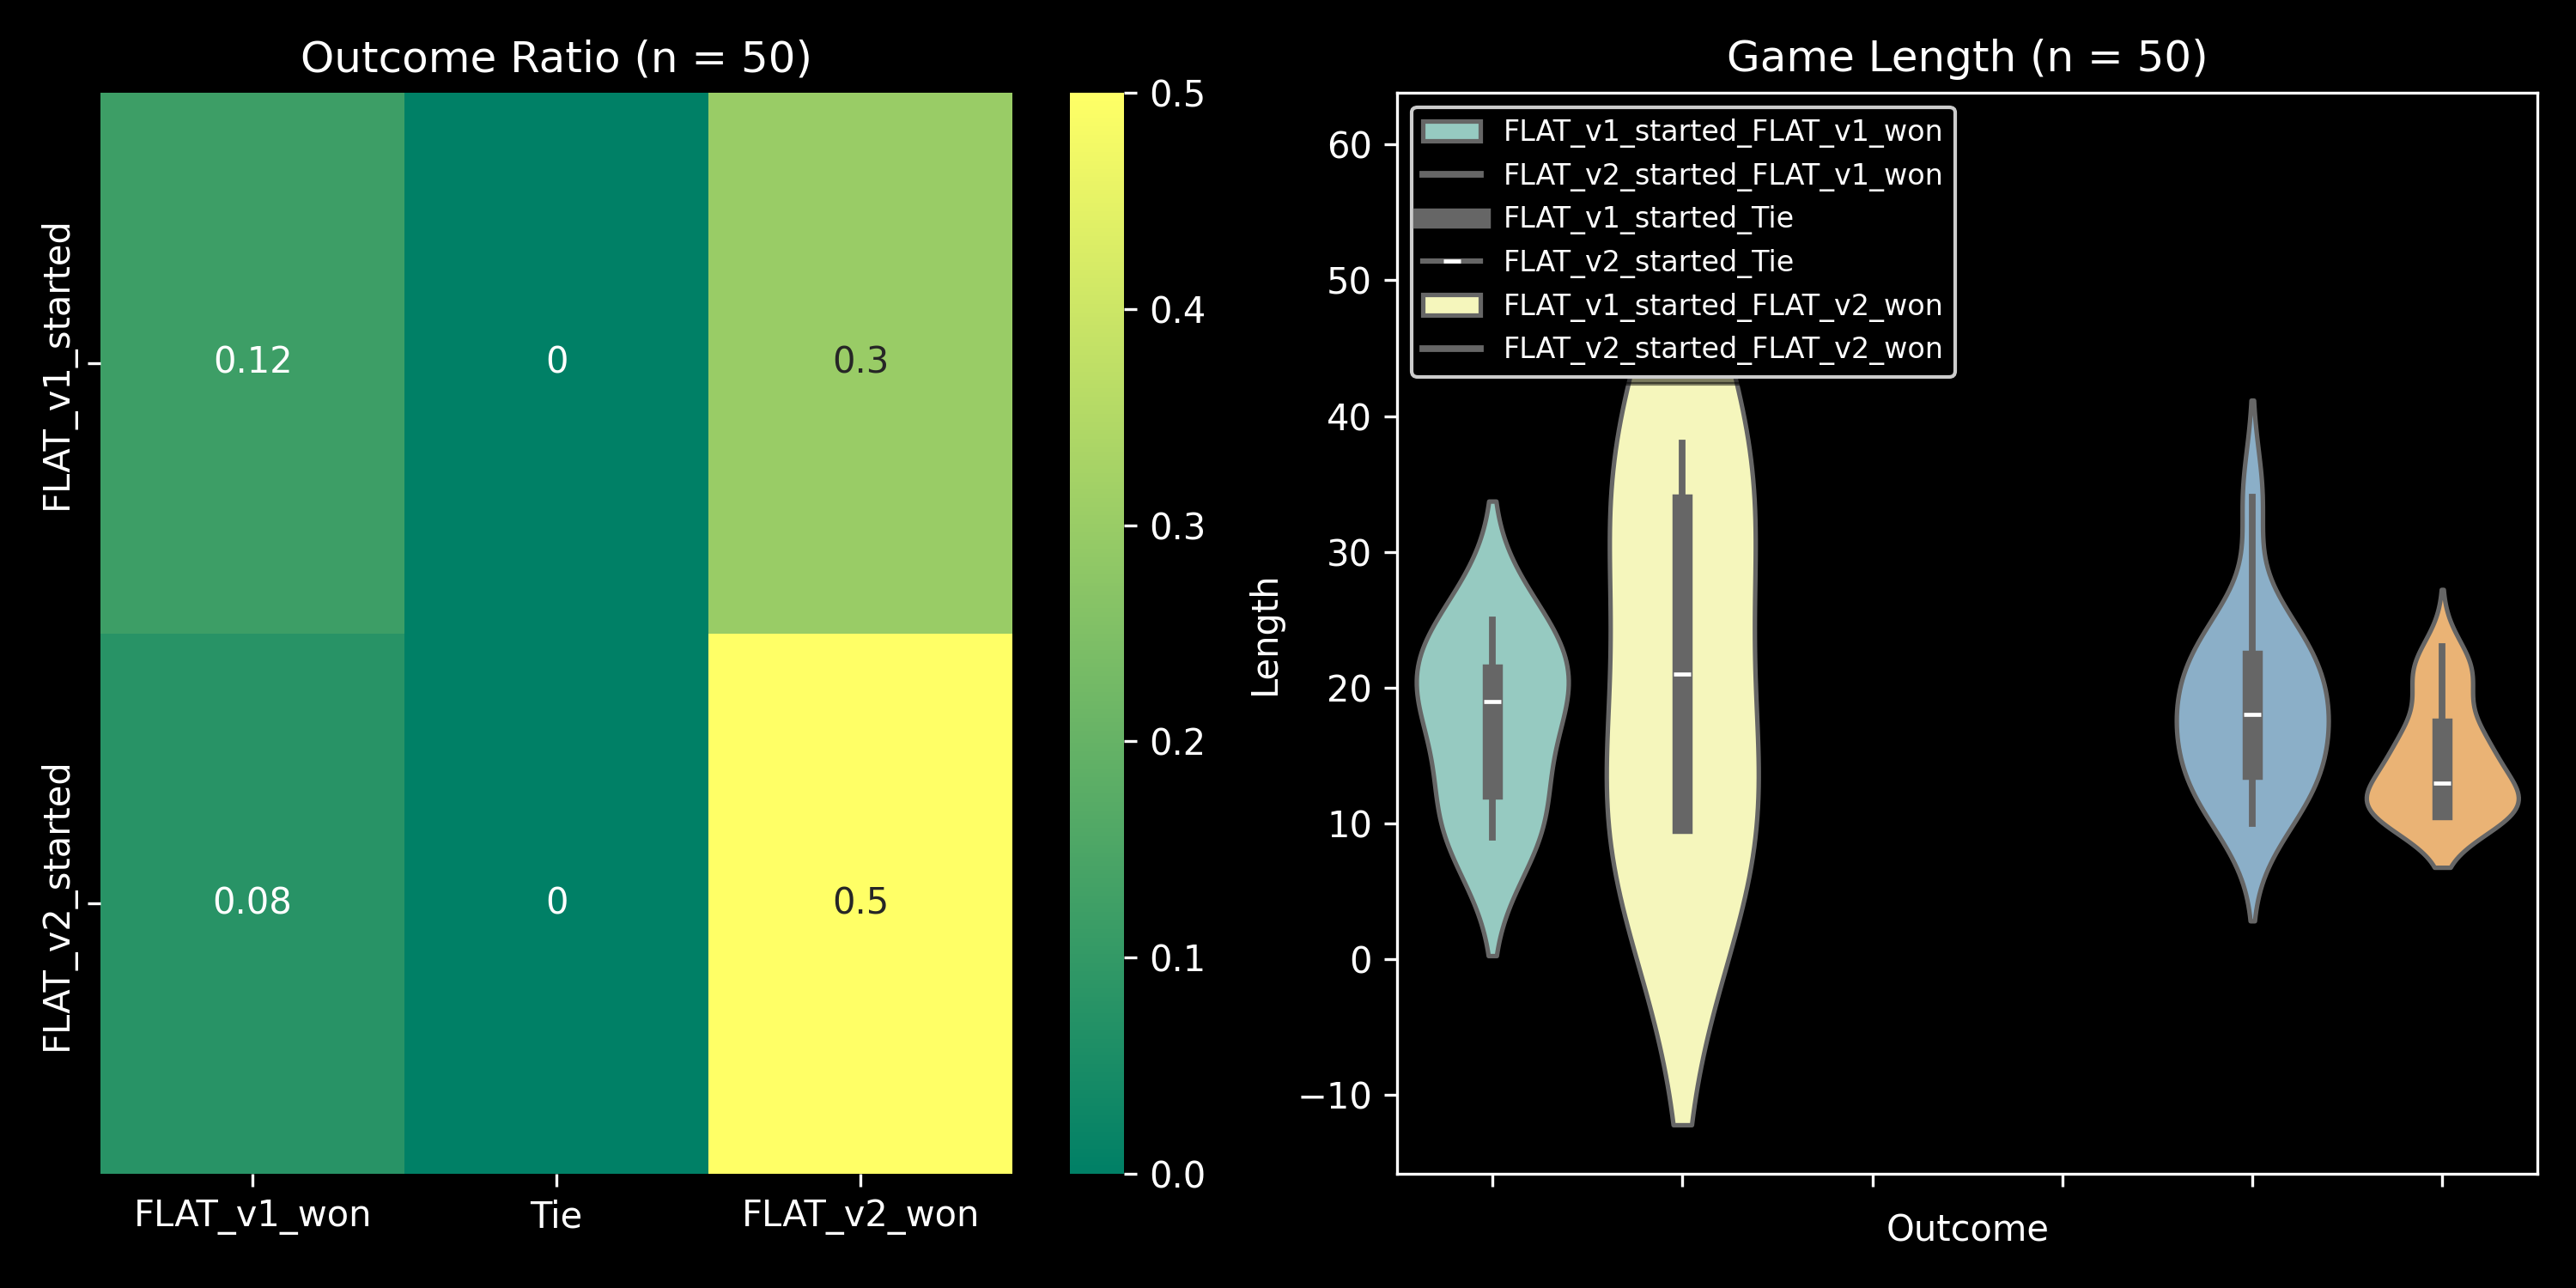 Outcome Ratio (n = 50)
FLAT_v1_started
FLAT_v2_started
0.12
0
0.3
0.08
0
0.5
FLAT_v1_won
Tie
FLAT_v2_won
0.5
0.4
0.3
0.2
0.1
0.0
Game Length (n = 50)
Length
60
50
40
30
20
10
0
−10
FLAT_v1_started_FLAT_v1_won
FLAT_v2_started_FLAT_v1_won
FLAT_v1_started_Tie
FLAT_v2_started_Tie
FLAT_v1_started_FLAT_v2_won
FLAT_v2_started_FLAT_v2_won
Outcome